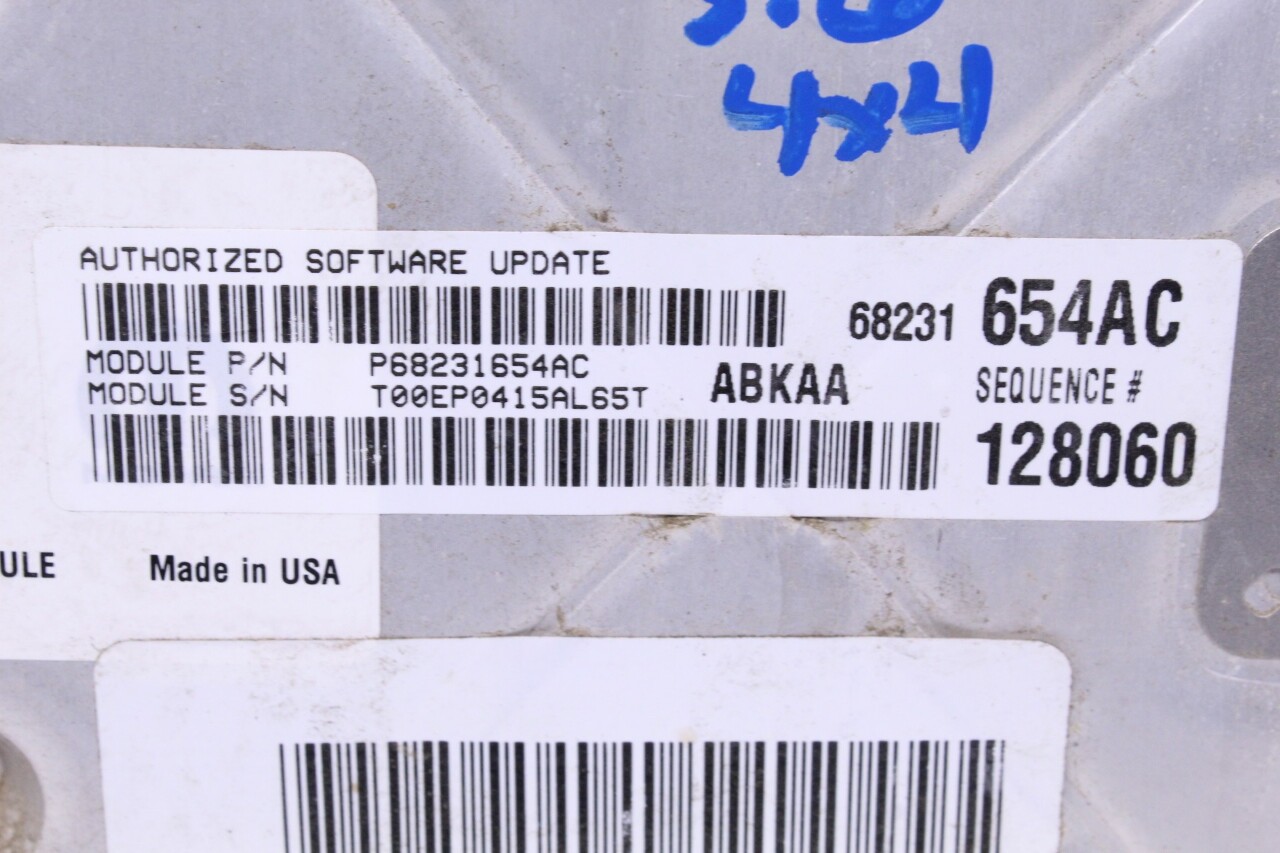 4x4
AUTHORIZED SOFTWARE UPDATE
68231 654AC
MODULE P/N P68231654AC
MODULE S/N T00EP0415AL65T ABKAA
SEQUENCE #
128060
ULE Made in USA